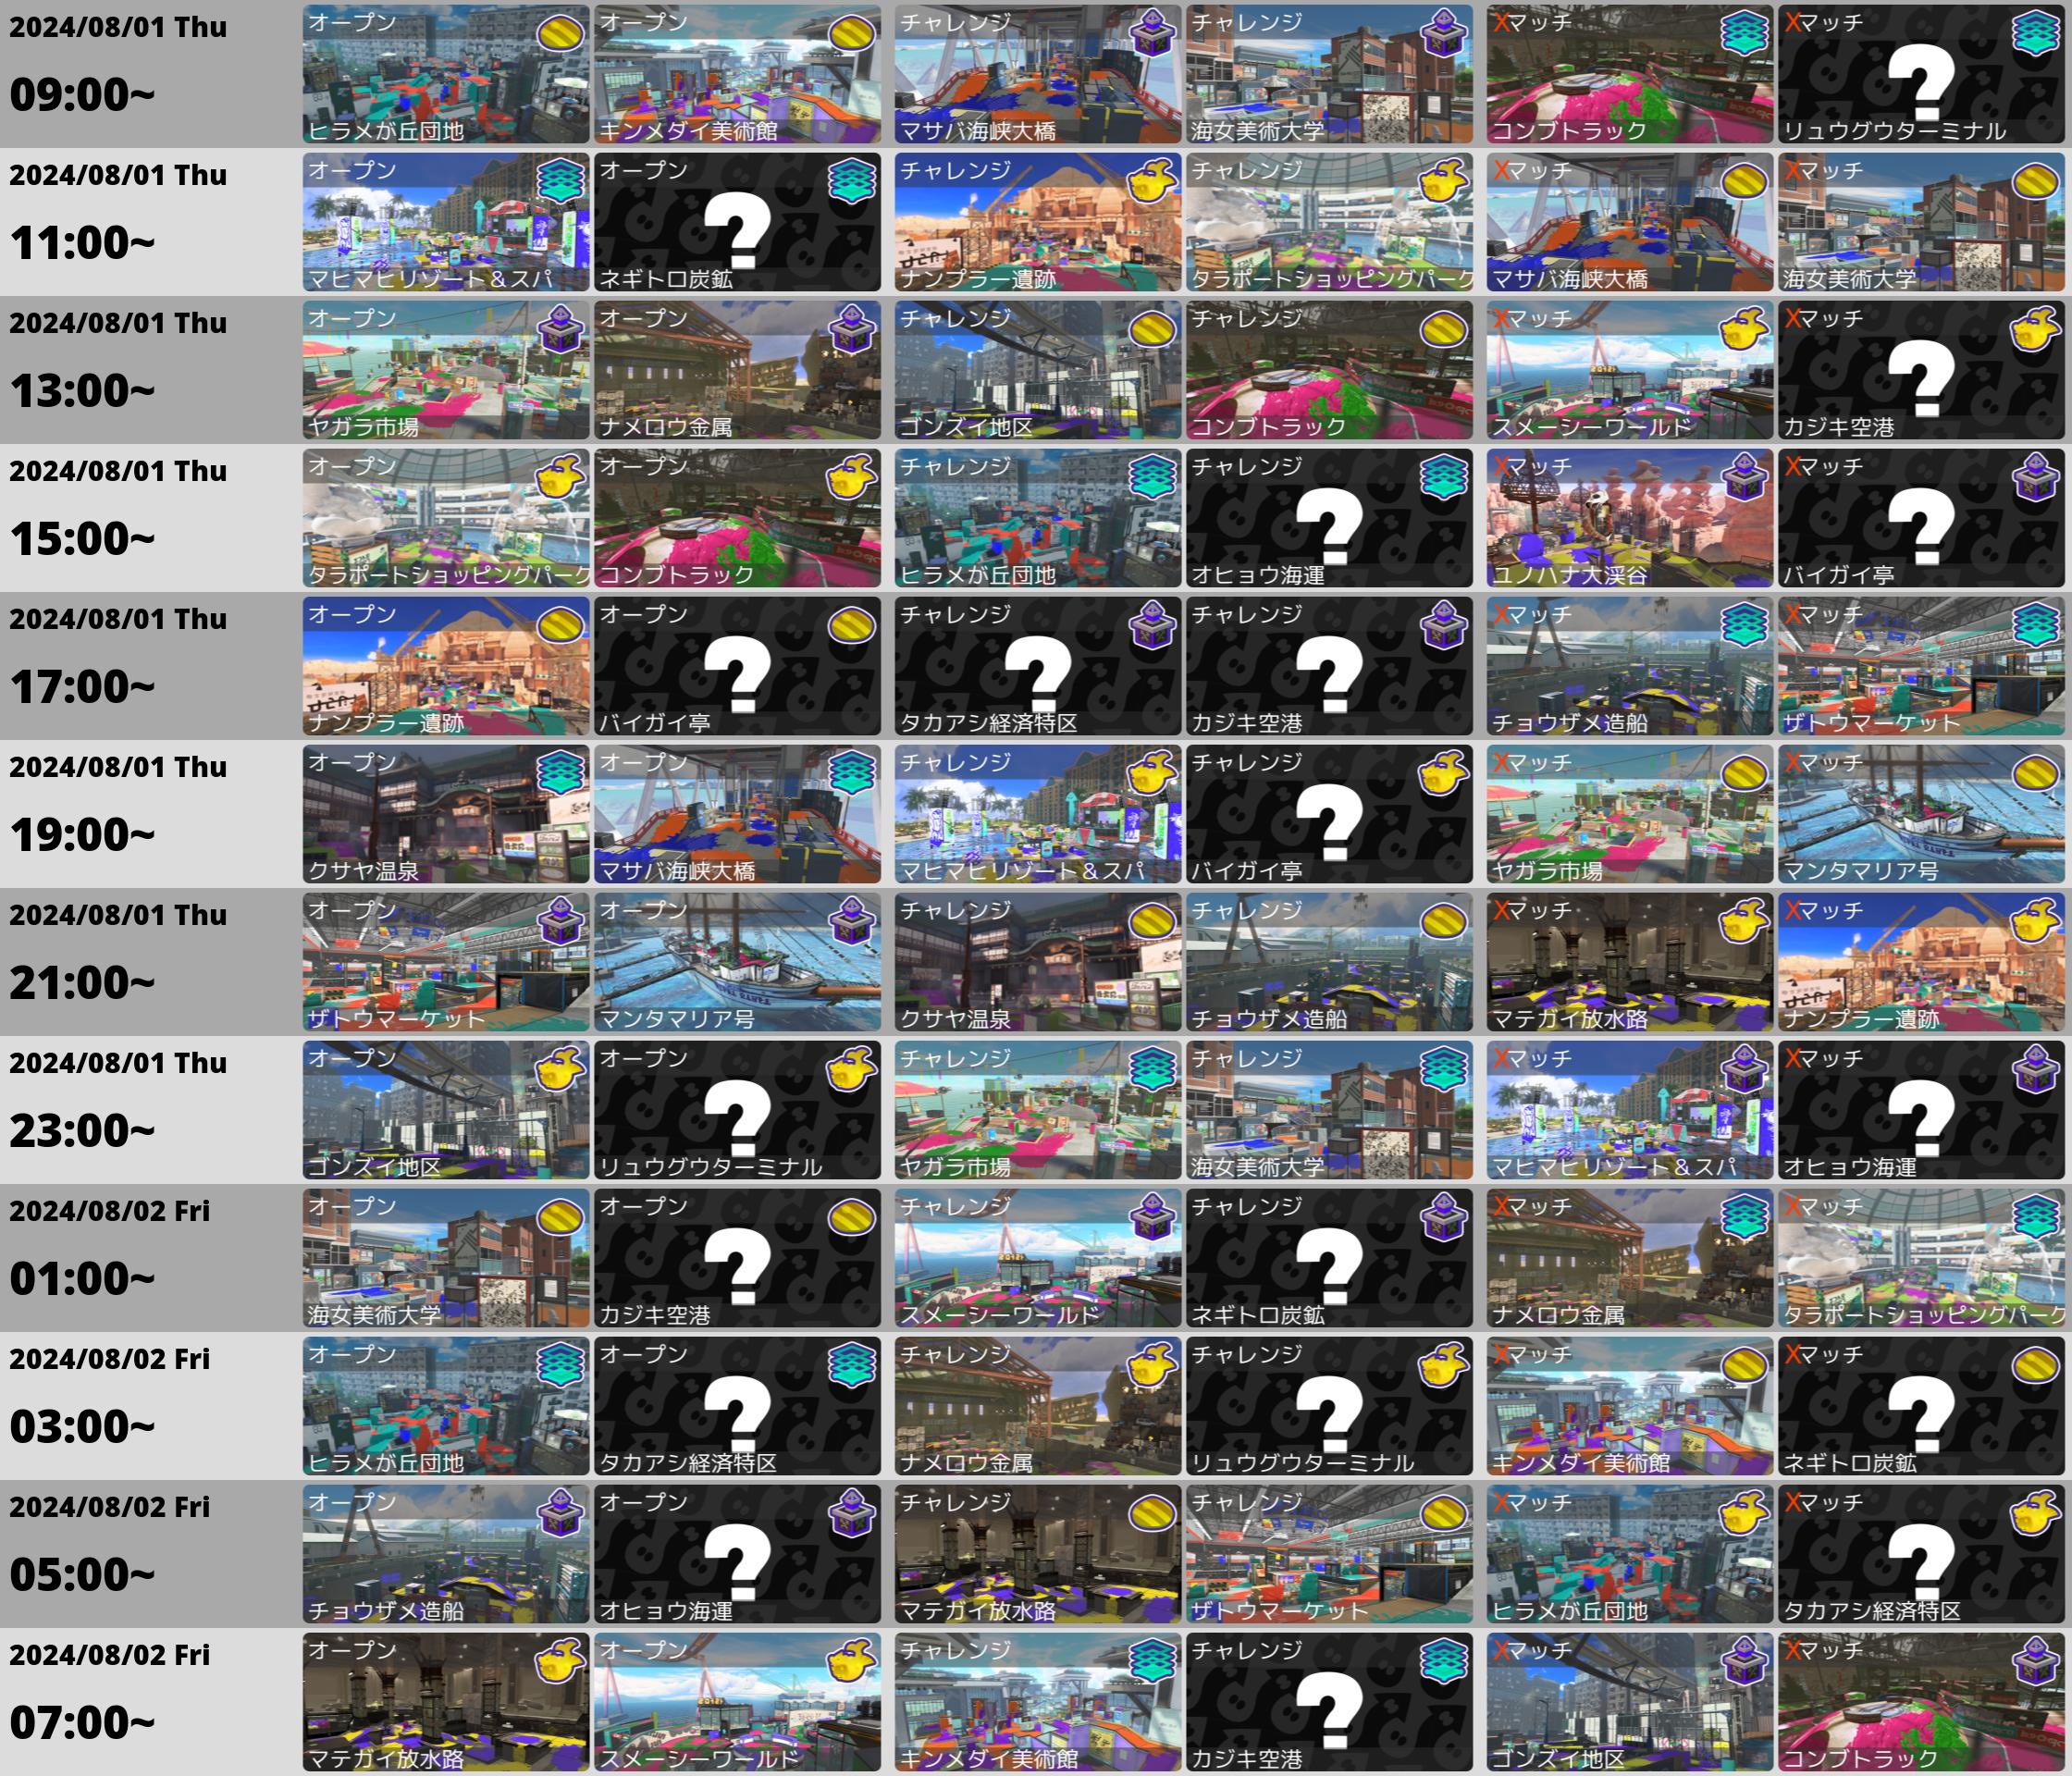 2024/08/01 Thu
09:00~
オープン
ヒラメが丘団地
オープン
キンメダイ美術館
チャレンジ
マサバ海峡大橋
チャレンジ
海女美術大学
Xマッチ
コンブトラック
Xマッチ
リュウグウターミナル
2024/08/01 Thu
11:00~
オープン
マヒマヒリゾート＆スパ
オープン
ネギトロ炭鉱
チャレンジ
ナンプラー遺跡
チャレンジ
タラポートショッピングパーク
Xマッチ
マサバ海峡大橋
Xマッチ
海女美術大学
2024/08/01 Thu
13:00~
オープン
ヤガラ市場
オープン
ナメロウ金属
チャレンジ
ゴンズイ地区
チャレンジ
コンブトラック
Xマッチ
スメーシーワールド
Xマッチ
カジキ空港
2024/08/01 Thu
15:00~
オープン
タラポートショッピングパーク
オープン
コンブトラック
チャレンジ
ヒラメが丘団地
チャレンジ
オヒョウ海運
Xマッチ
ユノハナ大渓谷
Xマッチ
バイガイ亭
2024/08/01 Thu
17:00~
オープン
ナンプラー遺跡
オープン
バイガイ亭
チャレンジ
タカアシ経済特区
チャレンジ
カジキ空港
Xマッチ
チョウザメ造船
Xマッチ
ザトウマーケット
2024/08/01 Thu
19:00~
オープン
クサヤ温泉
オープン
マサバ海峡大橋
チャレンジ
マヒマヒリゾート＆スパ
チャレンジ
バイガイ亭
Xマッチ
ヤガラ市場
Xマッチ
マンタマリア号
2024/08/01 Thu
21:00~
オープン
ザトウマーケット
オープン
マンタマリア号
チャレンジ
クサヤ温泉
チャレンジ
チョウザメ造船
Xマッチ
マテガイ放水路
Xマッチ
ナンプラー遺跡
2024/08/01 Thu
23:00~
オープン
ゴンズイ地区
オープン
リュウグウターミナル
チャレンジ
ヤガラ市場
チャレンジ
海女美術大学
Xマッチ
マヒマヒリゾート＆スパ
Xマッチ
オヒョウ海運
2024/08/02 Fri
01:00~
オープン
海女美術大学
オープン
カジキ空港
チャレンジ
スメーシーワールド
チャレンジ
ネギトロ炭鉱
Xマッチ
ナメロウ金属
Xマッチ
タラポートショッピングパーク
2024/08/02 Fri
03:00~
オープン
ヒラメが丘団地
オープン
タカアシ経済特区
チャレンジ
ナメロウ金属
チャレンジ
リュウグウターミナル
Xマッチ
キンメダイ美術館
Xマッチ
ネギトロ炭鉱
2024/08/02 Fri
05:00~
オープン
チョウザメ造船
オープン
オヒョウ海運
チャレンジ
マテガイ放水路
チャレンジ
ザトウマーケット
Xマッチ
ヒラメが丘団地
Xマッチ
タカアシ経済特区
2024/08/02 Fri
07:00~
オープン
マテガイ放水路
オープン
スメーシーワールド
チャレンジ
キンメダイ美術館
チャレンジ
カジキ空港
Xマッチ
ゴンズイ地区
Xマッチ
コンブトラック